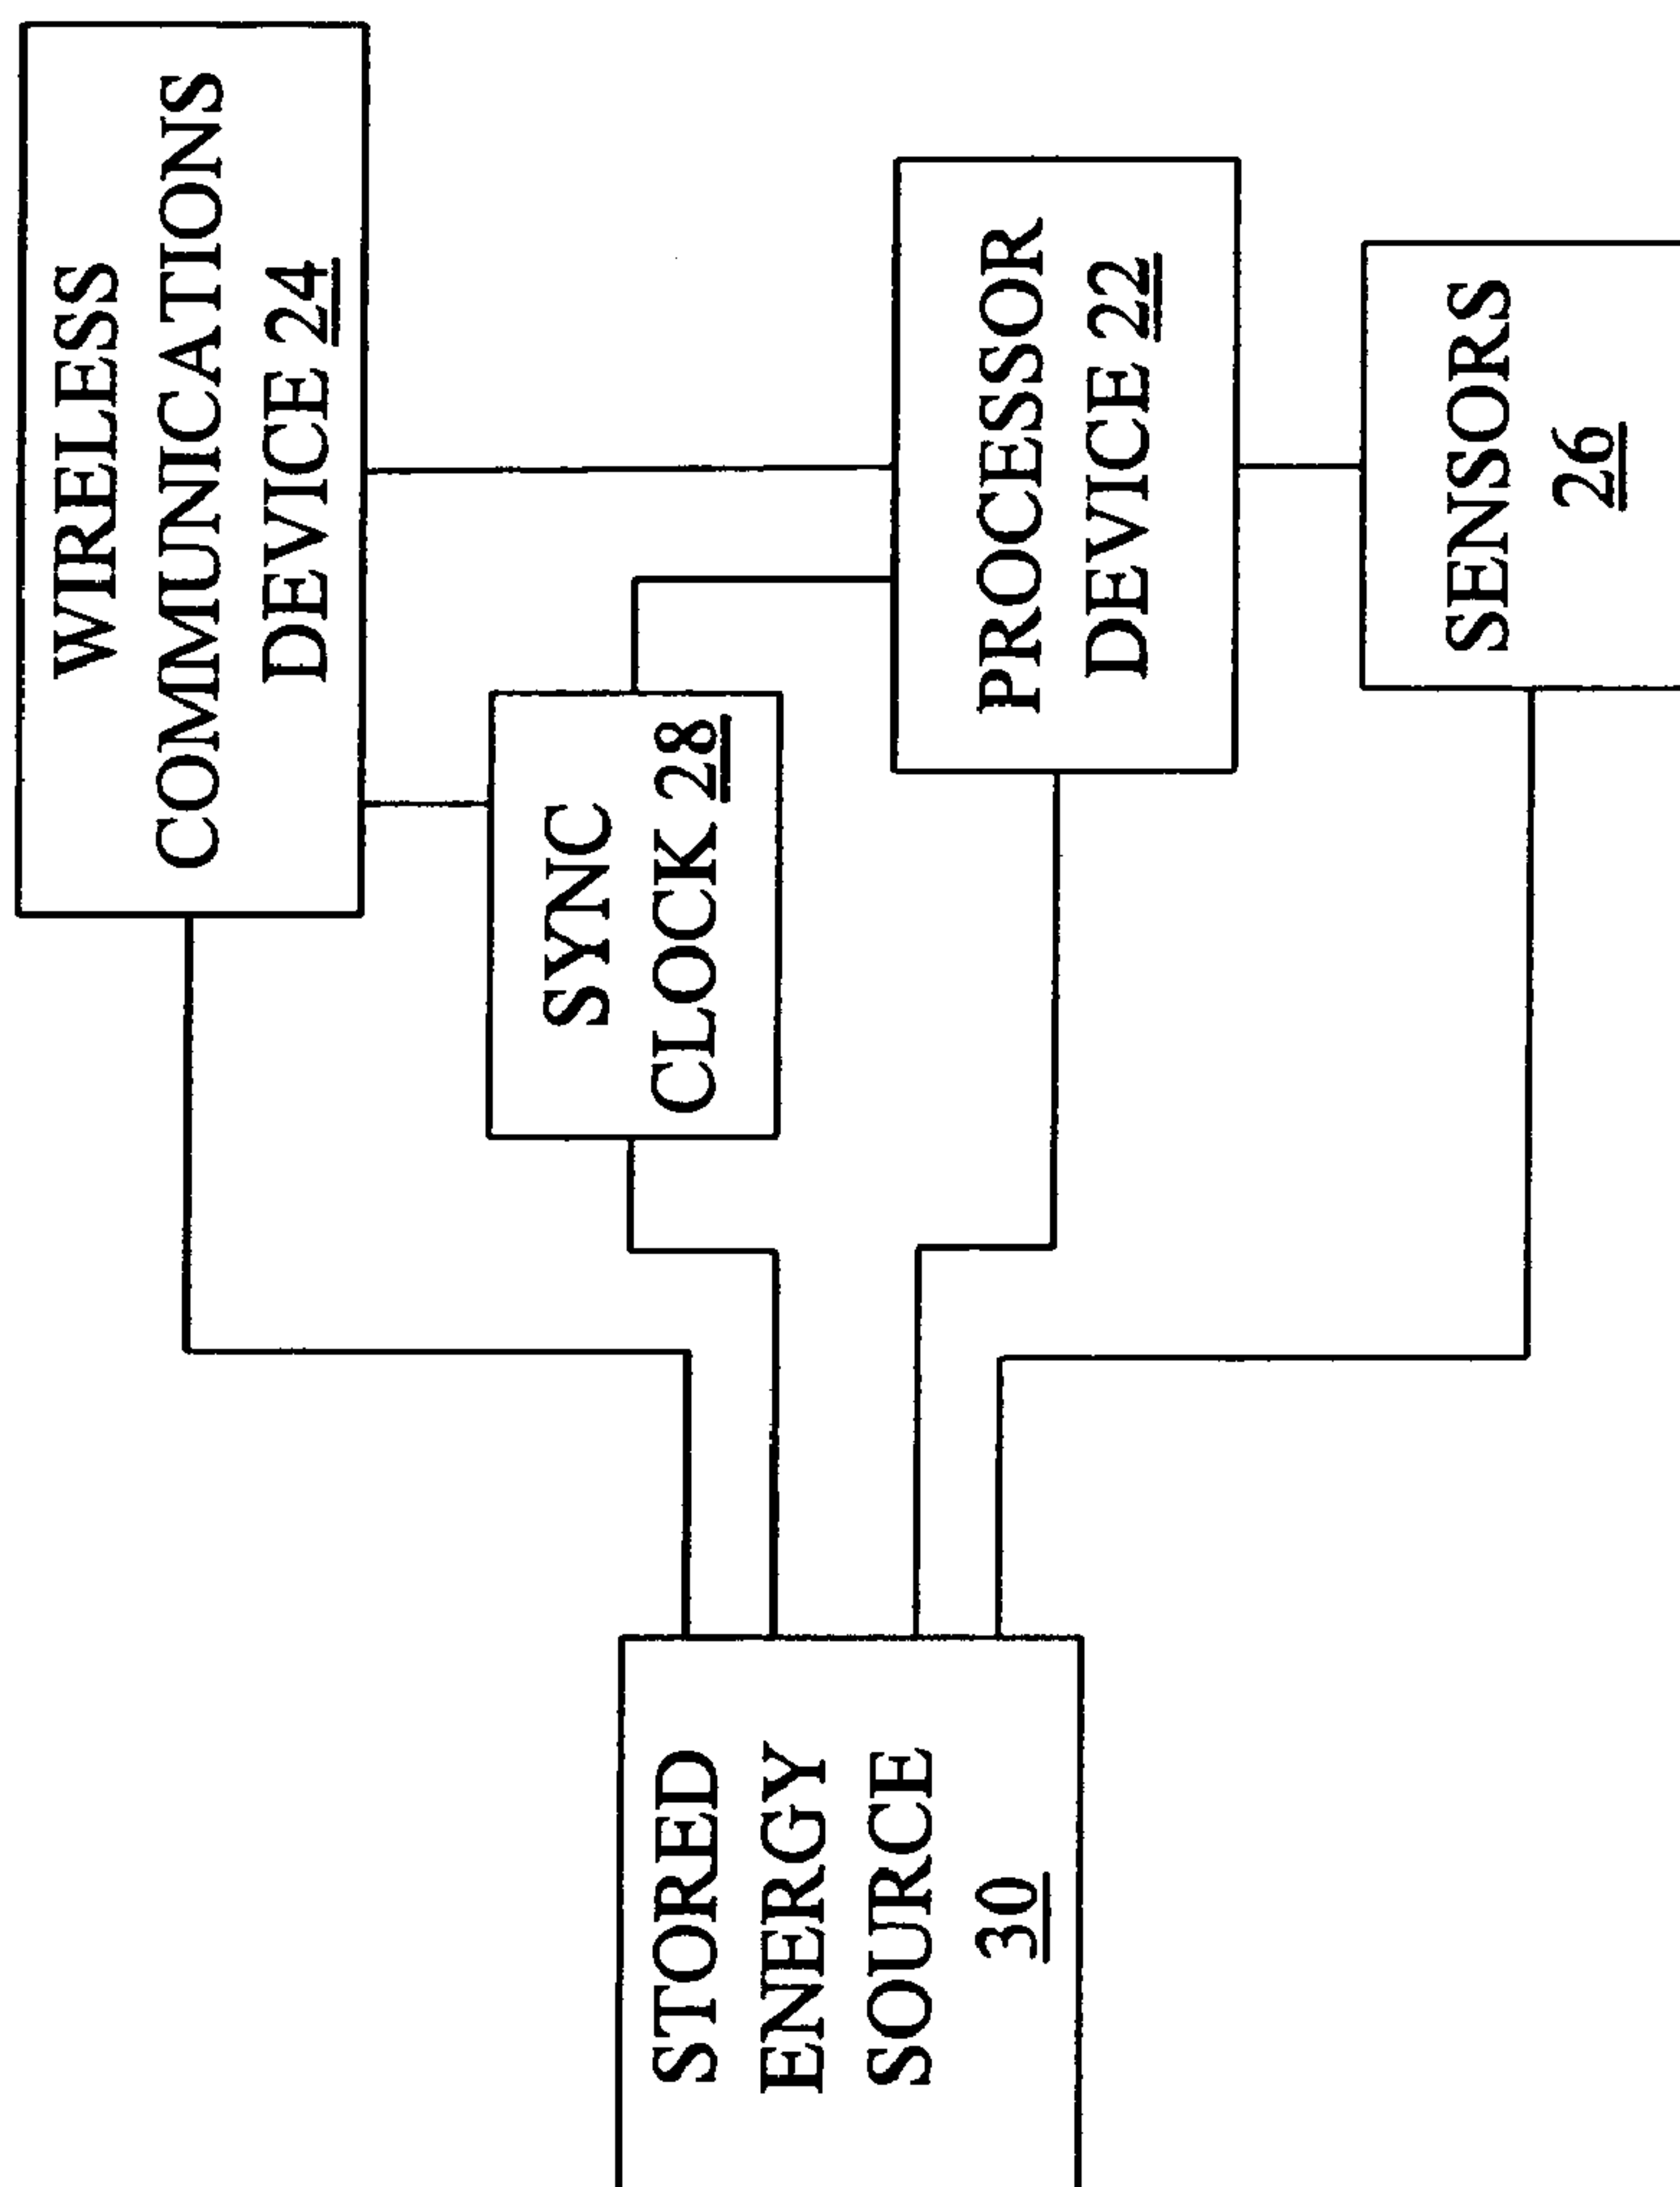 WIRELESS
COMMUNICATIONS
DEVICE 24
SYNC
CLOCK 28
PROCESSOR
DEVICE 22
SENSORS
26
STORED
ENERGY
SOURCE
30